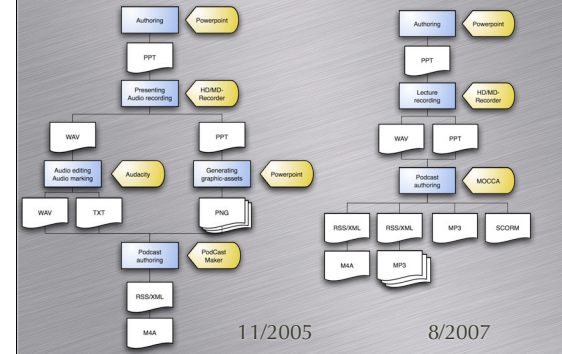 Authoring
Powerpoint
PPT
Presenting
Audio recording
HD/MD-
Recorder
WAV
PPT
Audio editing
Audio marking
Audacity
Generating
graphic-assets
Powerpoint
WAV
TXT
PNG
Podcast
authoring
PodCast
Maker
RSS/XML
M4A
11/2005
Authoring
Powerpoint
PPT
Lecture
recording
HD/MD-
Recorder
WAV
PPT
Podcast
authoring
MOCCA
RSS/XML
RSS/XML
MP3
SCORM
M4A
MP3
8/2007